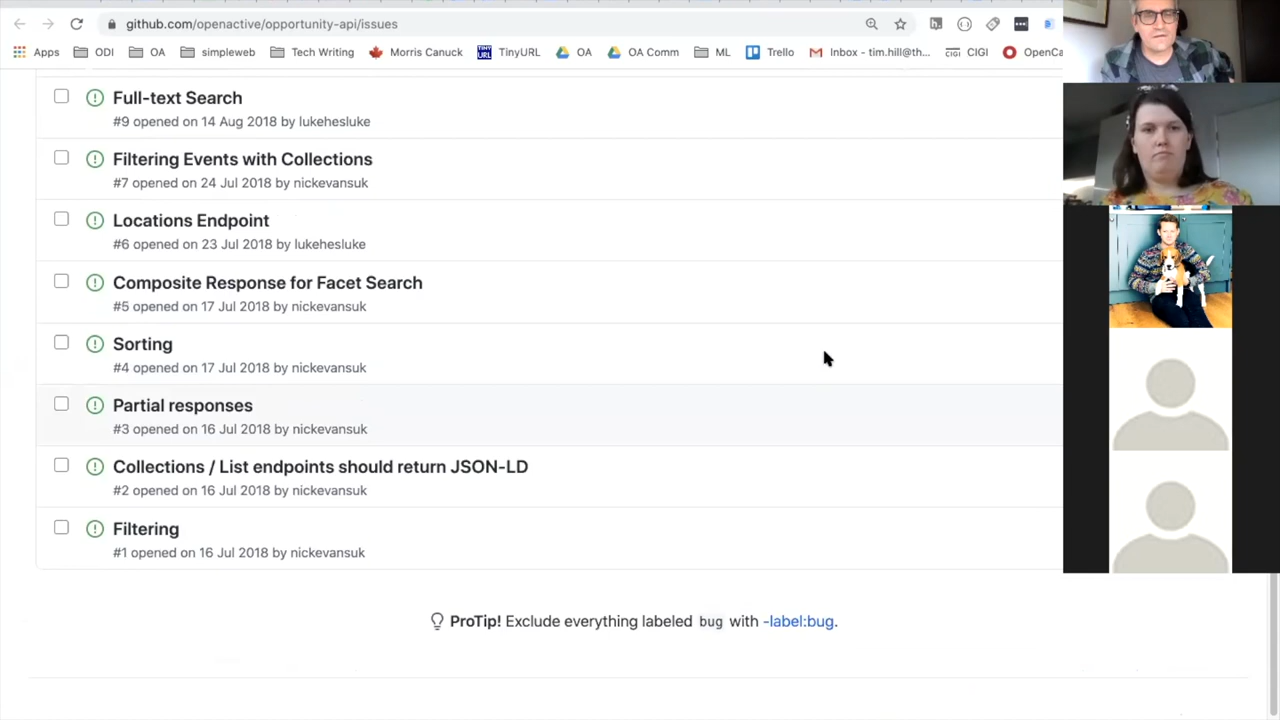 github.com/openactive/opportunity-api/issues
Apps ODI OA simpleweb Tech Writing Morris Canuck TINY URL TinyURL OA OA Comm ML Trello Inbox - tim.hill@th... CIGI CIGI OpenCa
Full-text Search
#9 opened on 14 Aug 2018 by lukehesluke
Filtering Events with Collections
#7 opened on 24 Jul 2018 by nickevansuk
Locations Endpoint
#6 opened on 23 Jul 2018 by lukehesluke
Composite Response for Facet Search
#5 opened on 17 Jul 2018 by nickevansuk
Sorting
#4 opened on 17 Jul 2018 by nickevansuk
Partial responses
#3 opened on 16 Jul 2018 by nickevansuk
Collections / List endpoints should return JSON-LD
#2 opened on 16 Jul 2018 by nickevansuk
Filtering
#1 opened on 16 Jul 2018 by nickevansuk
ProTip! Exclude everything labeled bug with -label:bug.